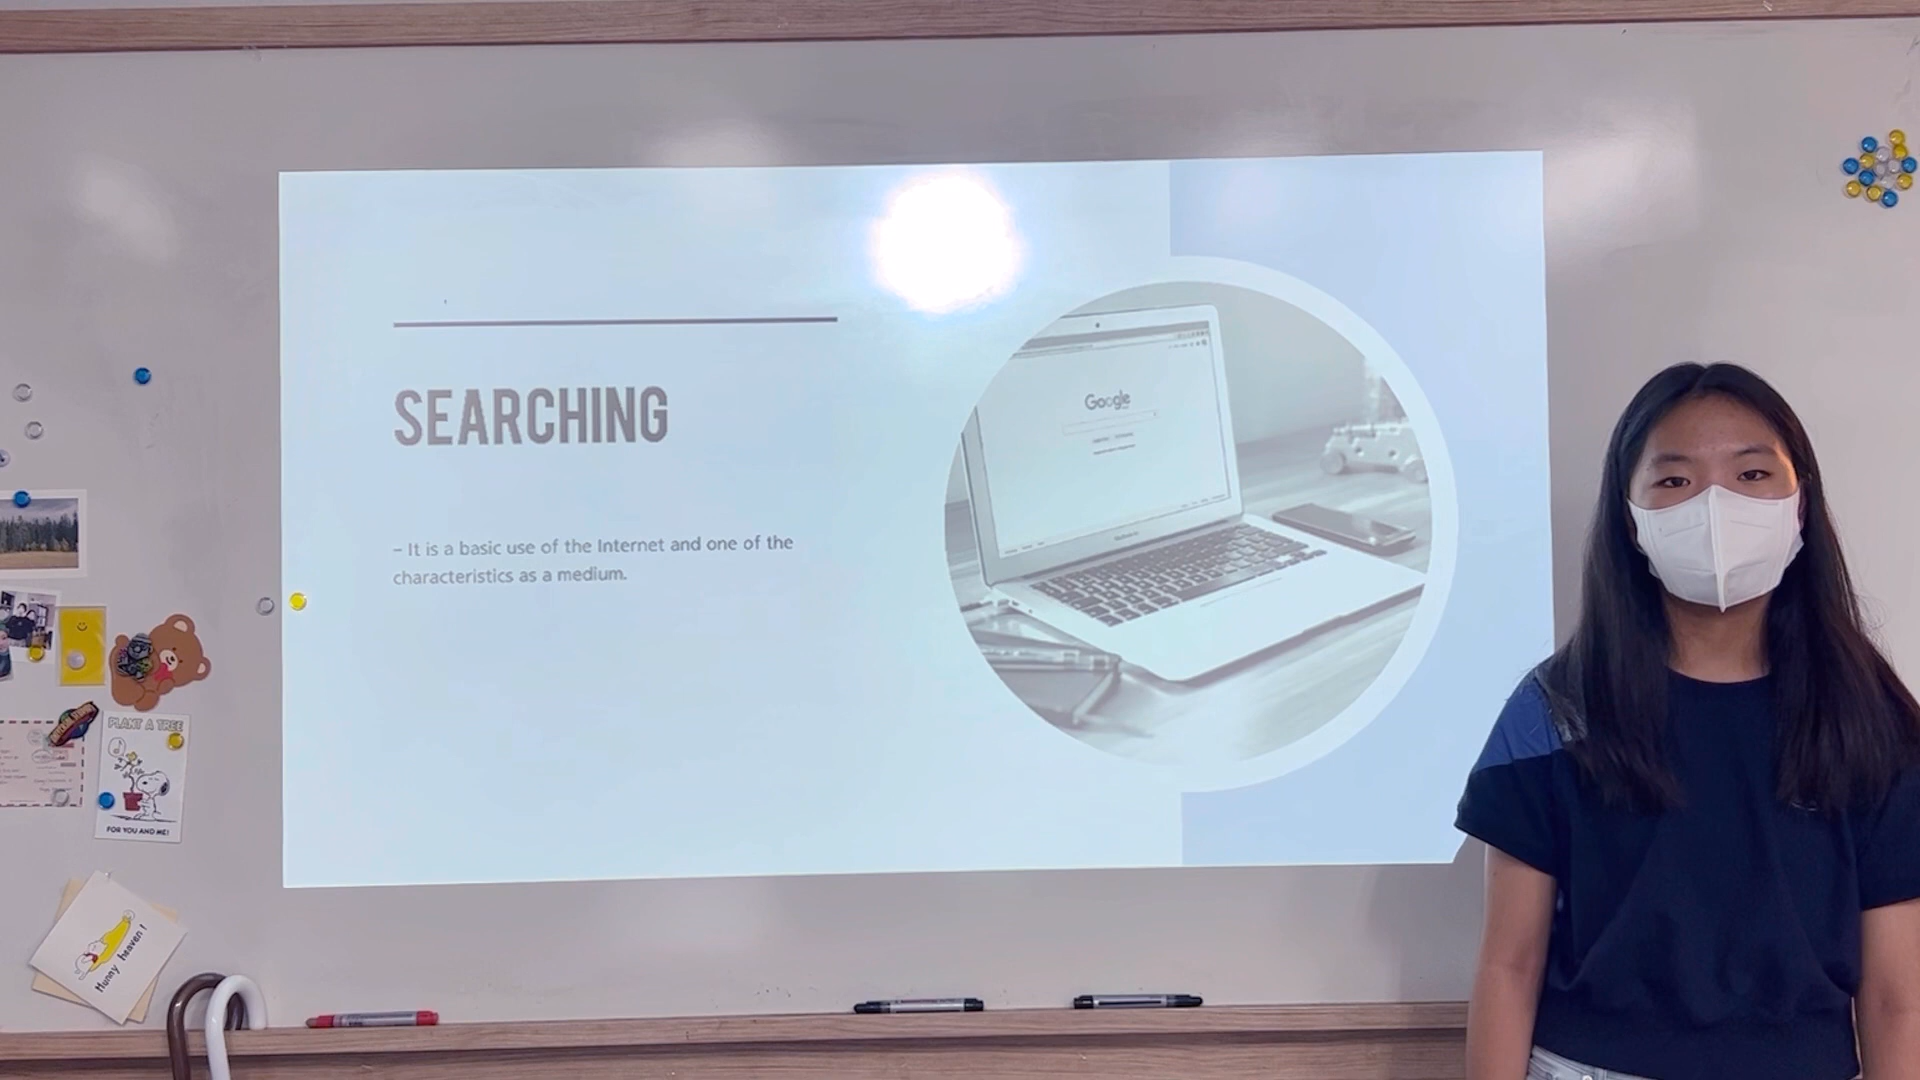 SEARCHING
– It is a basic use of the Internet and one of the
characteristics as a medium.
Google
PLANT A TREE
FOR YOU AND ME!
Hunny heaven!